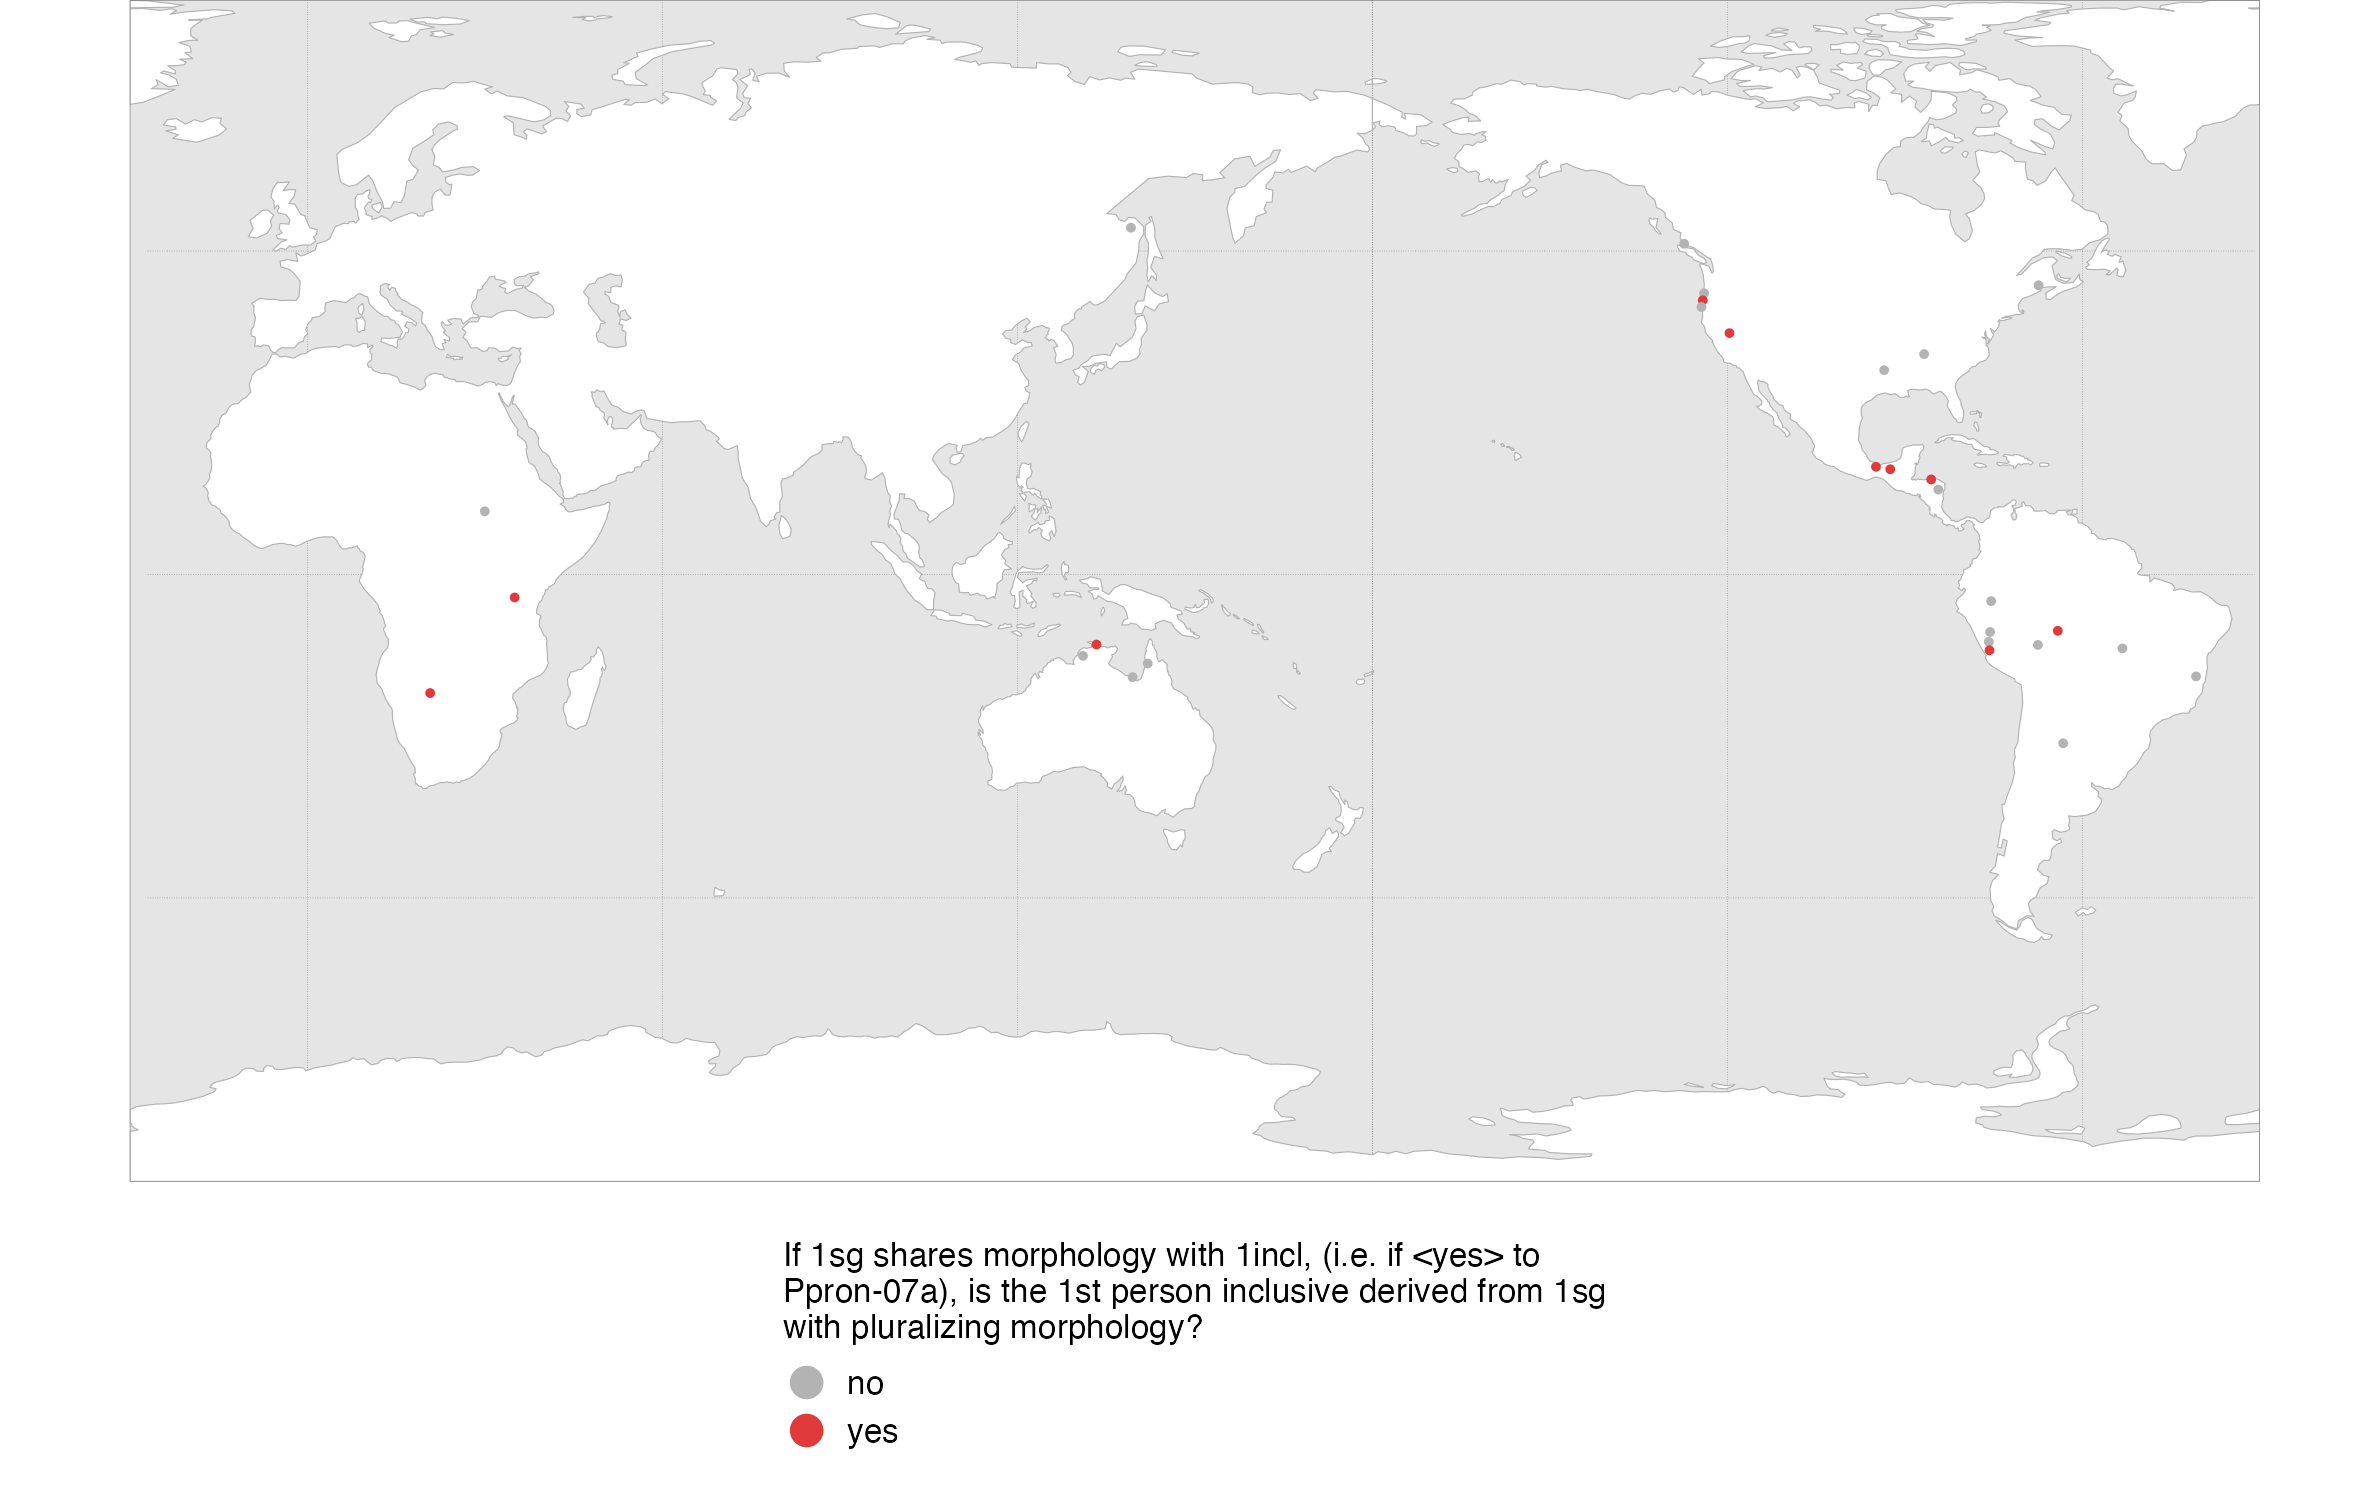 If 1sg shares morphology with 1incl, (i.e. if <yes> to
Ppron-07a), is the 1st person inclusive derived from 1sg
with pluralizing morphology?
no
yes